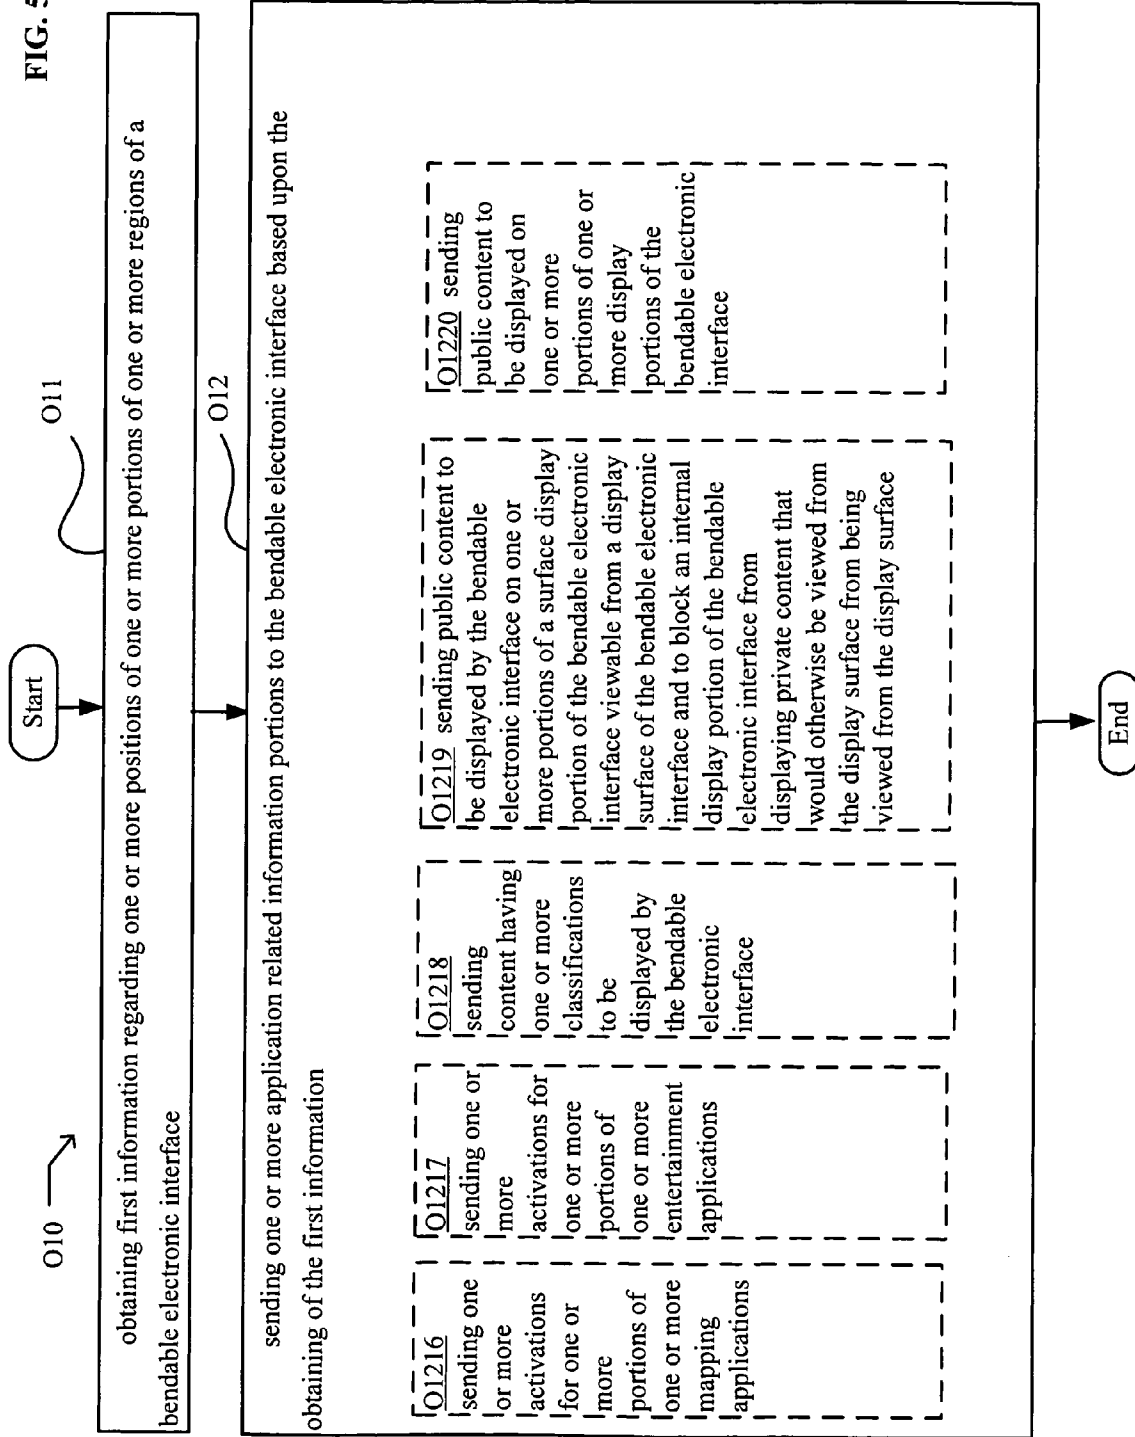 FIG. 5
O10
Start
O11
obtaining first information regarding one or more positions of one or more portions of one or more regions of a
bendable electronic interface
O12
sending one or more application related information portions to the bendable electronic interface based upon the
obtaining of the first information
O1216
sending one
or more
activations
for one or
more
portions of
one or more
mapping
applications
O1217
sending one or
more
activations for
one or more
portions of
one or more
entertainment
applications
O1218
sending
content having
one or more
classifications
to be
displayed by
the bendable
electronic
interface
O1219 sending public content to
be displayed by the bendable
electronic interface on one or
more portions of a surface display
portion of the bendable electronic
interface viewable from a display
surface of the bendable electronic
interface and to block an internal
display portion of the bendable
electronic interface from
displaying private content that
would otherwise be viewed from
the display surface from being
viewed from the display surface
O1220 sending
public content to
be displayed on
one or more
portions of one or
more display
portions of the
bendable electronic
interface
End